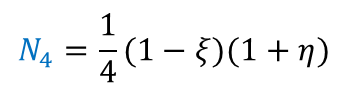 N₄ = 1/4 (1 − ξ)(1 + η)